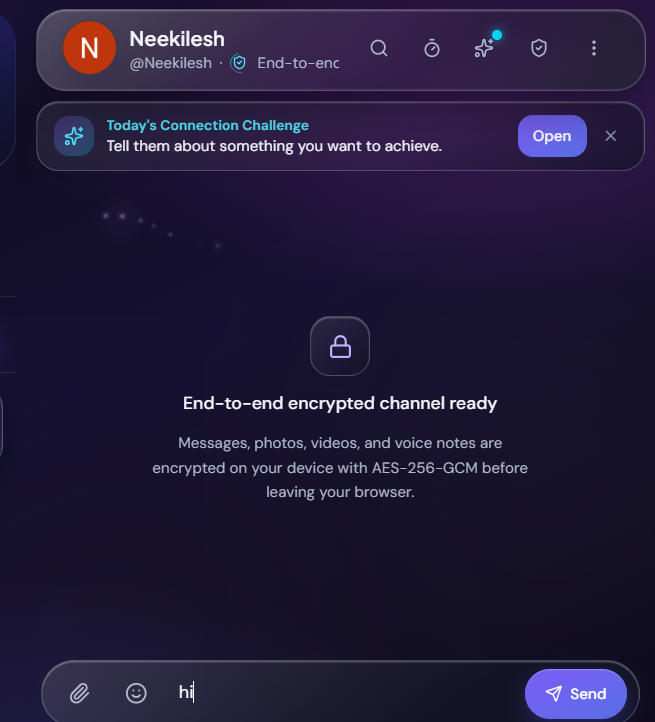 N
Neekilesh
@Neekilesh · End-to-enc
Today's Connection Challenge
Tell them about something you want to achieve.
Open
End-to-end encrypted channel ready
Messages, photos, videos, and voice notes are
encrypted on your device with AES-256-GCM before
leaving your browser.
hi
Send